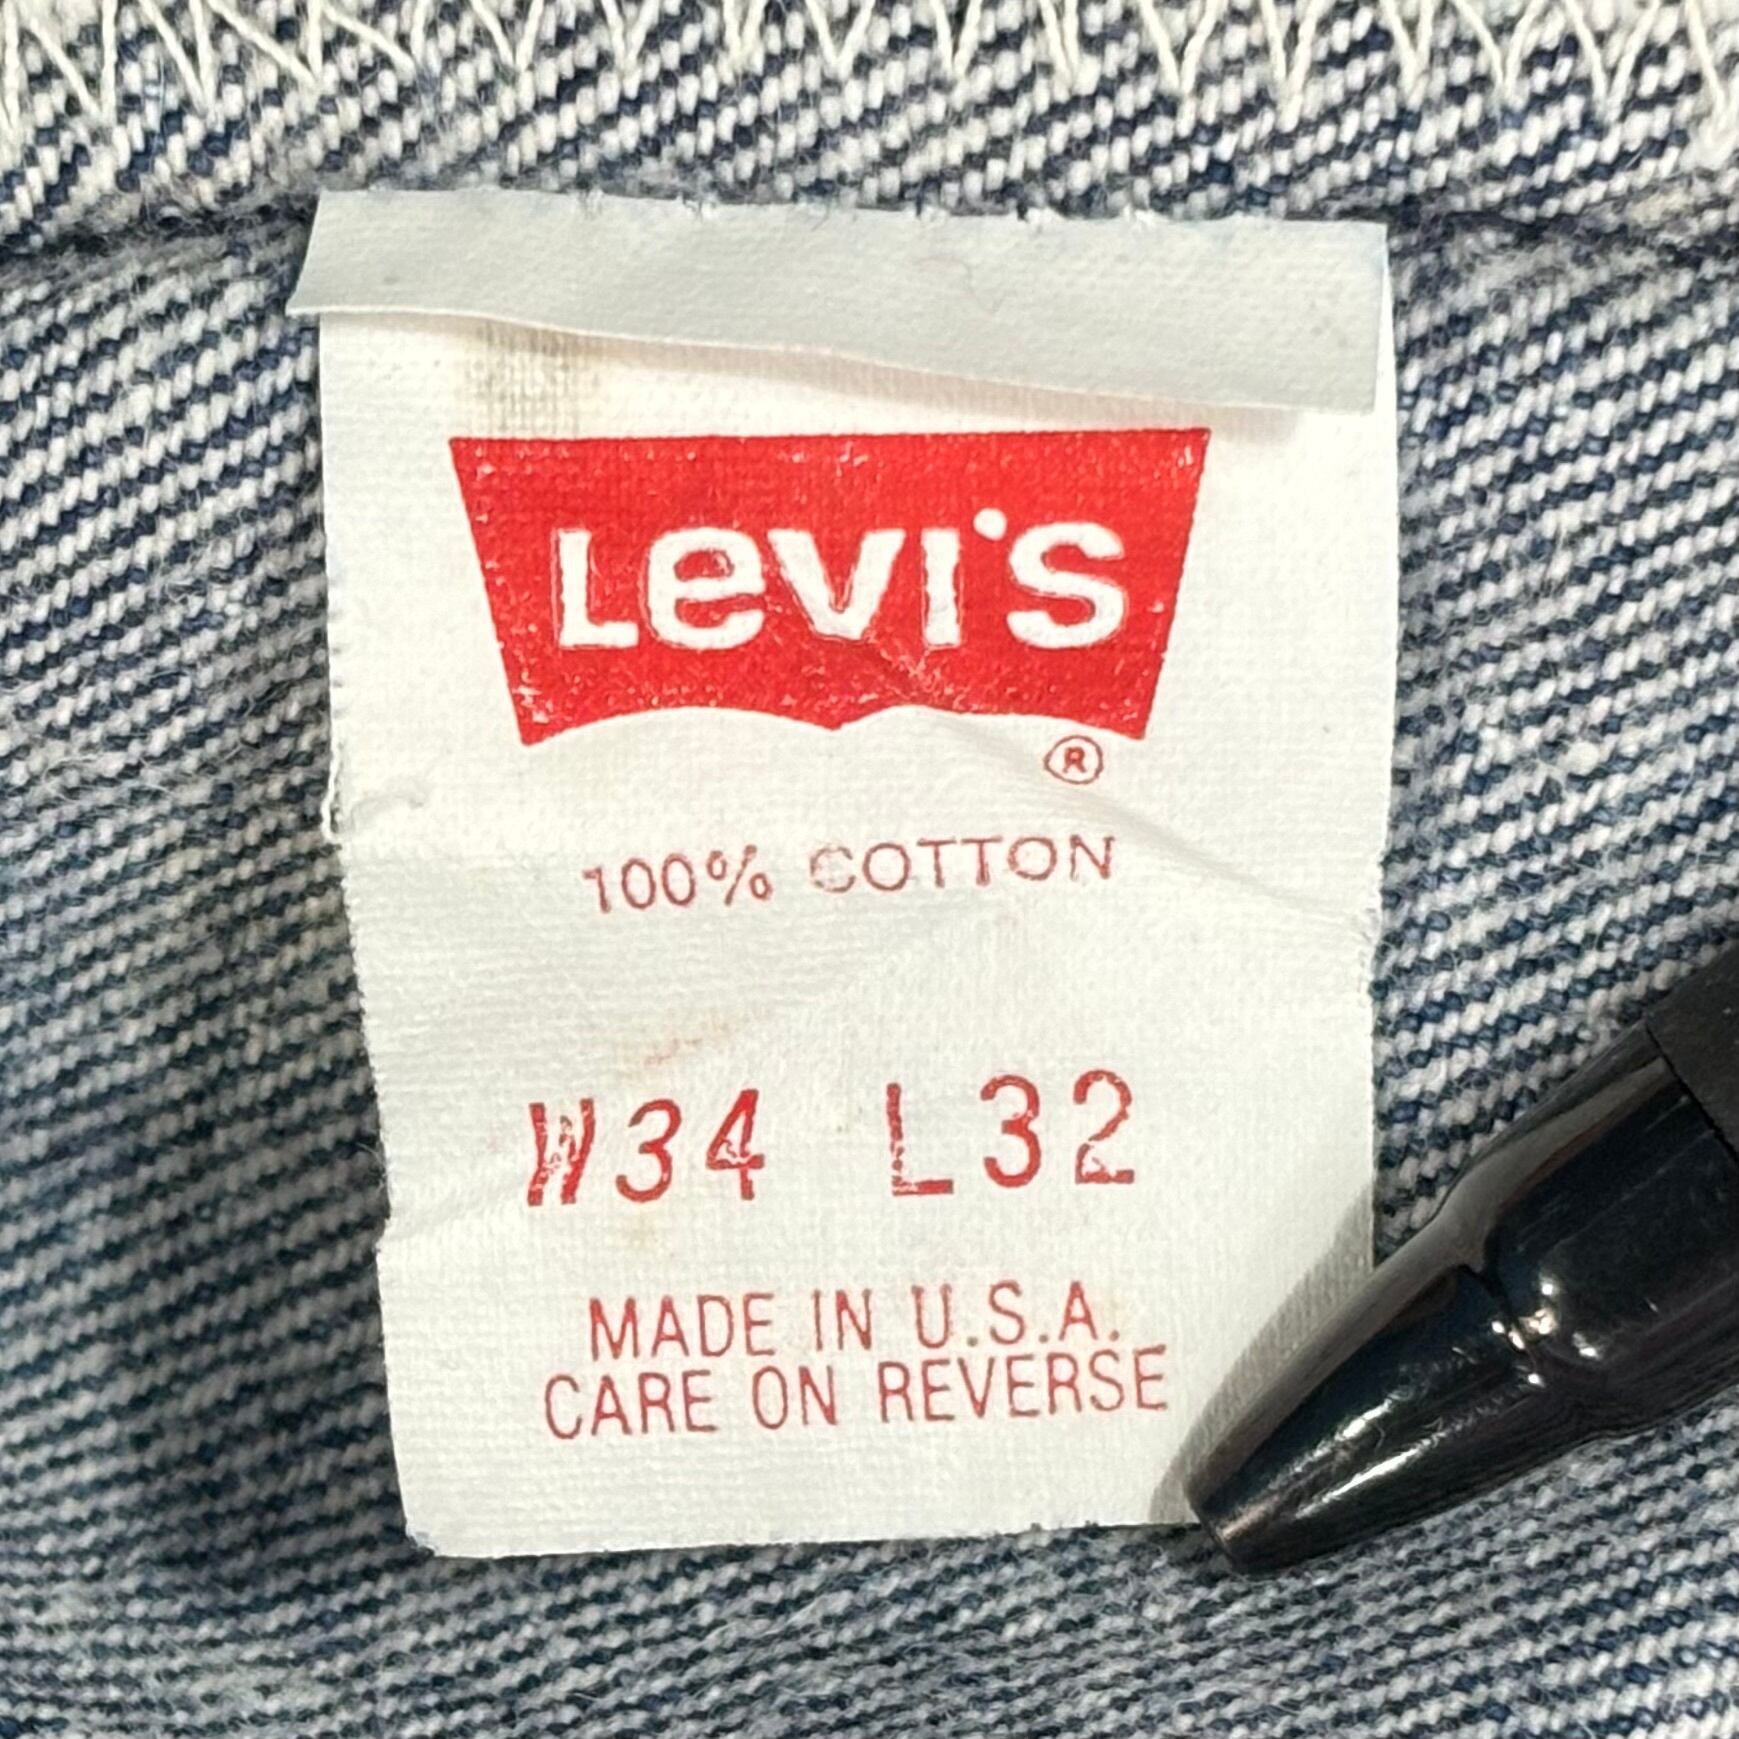 Levi's
®
100% COTTON
W34 L32
MADE IN U.S.A.
CARE ON REVERSE